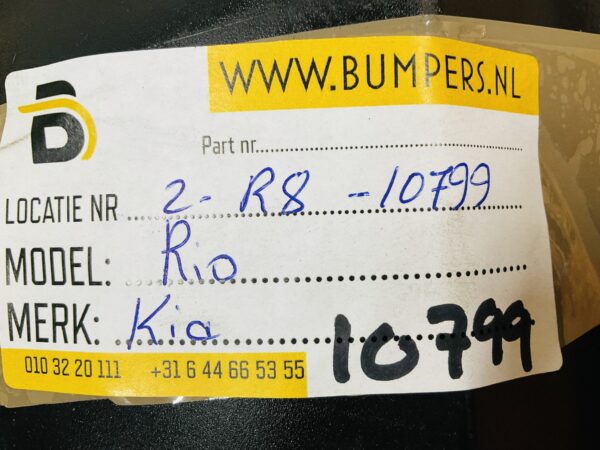 WWW.BUMPERS.NL
B
Part nr..........
LOCATIE NR 2- R8 -10799
MODEL: Rio
MERK: Kia
10799
010 32 20 111 +31 6 44 66 53 55